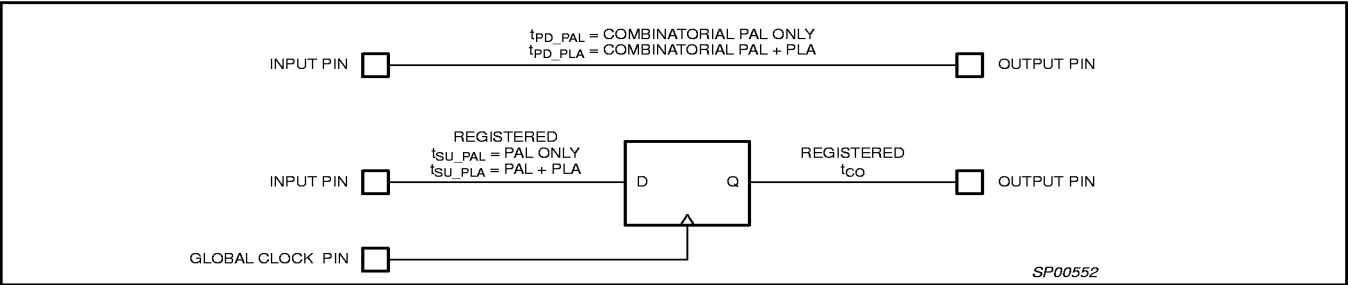 tPD_PAL = COMBINATORIAL PAL ONLY
tPD_PLA = COMBINATORIAL PAL + PLA
INPUT PIN
OUTPUT PIN
REGISTERED
tSU_PAL = PAL ONLY
tSU_PLA = PAL + PLA
REGISTERED
tCO
INPUT PIN
D
Q
OUTPUT PIN
GLOBAL CLOCK PIN
SP00552